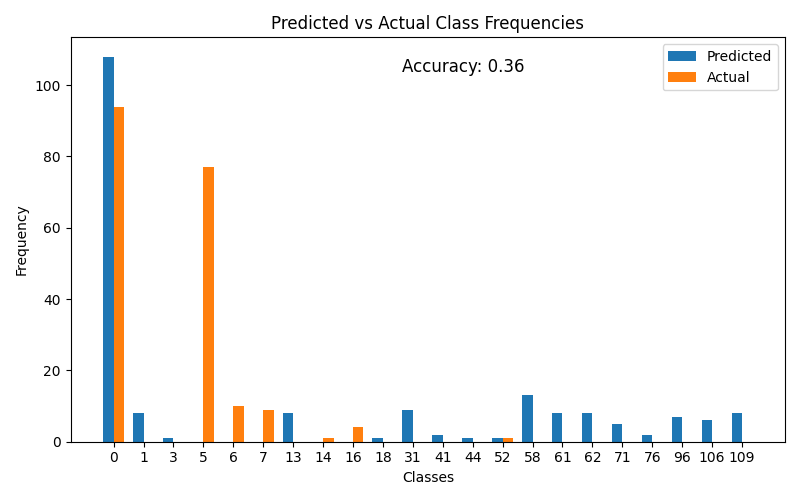 Predicted vs Actual Class Frequencies
Accuracy: 0.36
Predicted
Actual
Frequency
100
80
60
40
20
0
0 1 3 5 6 7 13 14 16 18 31 41 44 52 58 61 62 71 76 96 106 109
Classes